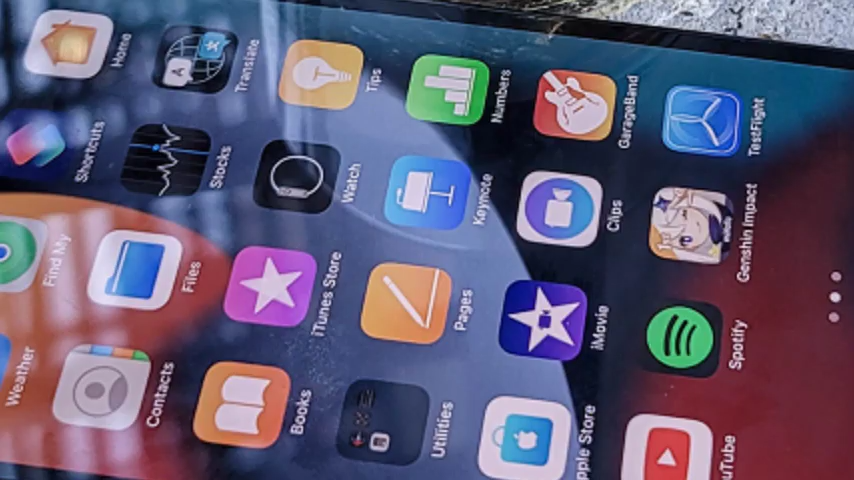 Weather Find My Shortcuts Home
Contacts Files Stocks Translate
Books iTunes Store Watch Tips
Utilities Pages Keynote Numbers
pple Store iMovie Clips GarageBand
uTube Spotify Genshin Impact TestFlight